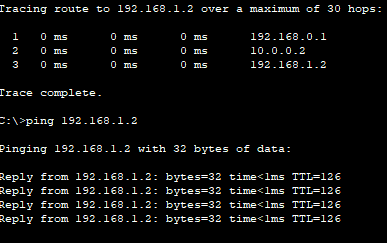 Tracing route to 192.168.1.2 over a maximum of 30 hops:
1 0 ms 0 ms 0 ms 192.168.0.1
2 0 ms 0 ms 0 ms 10.0.0.2
3 0 ms 0 ms 0 ms 192.168.1.2
Trace complete.
C:\>ping 192.168.1.2
Pinging 192.168.1.2 with 32 bytes of data:
Reply from 192.168.1.2: bytes=32 time<1ms TTL=126
Reply from 192.168.1.2: bytes=32 time<1ms TTL=126
Reply from 192.168.1.2: bytes=32 time<1ms TTL=126
Reply from 192.168.1.2: bytes=32 time<1ms TTL=126